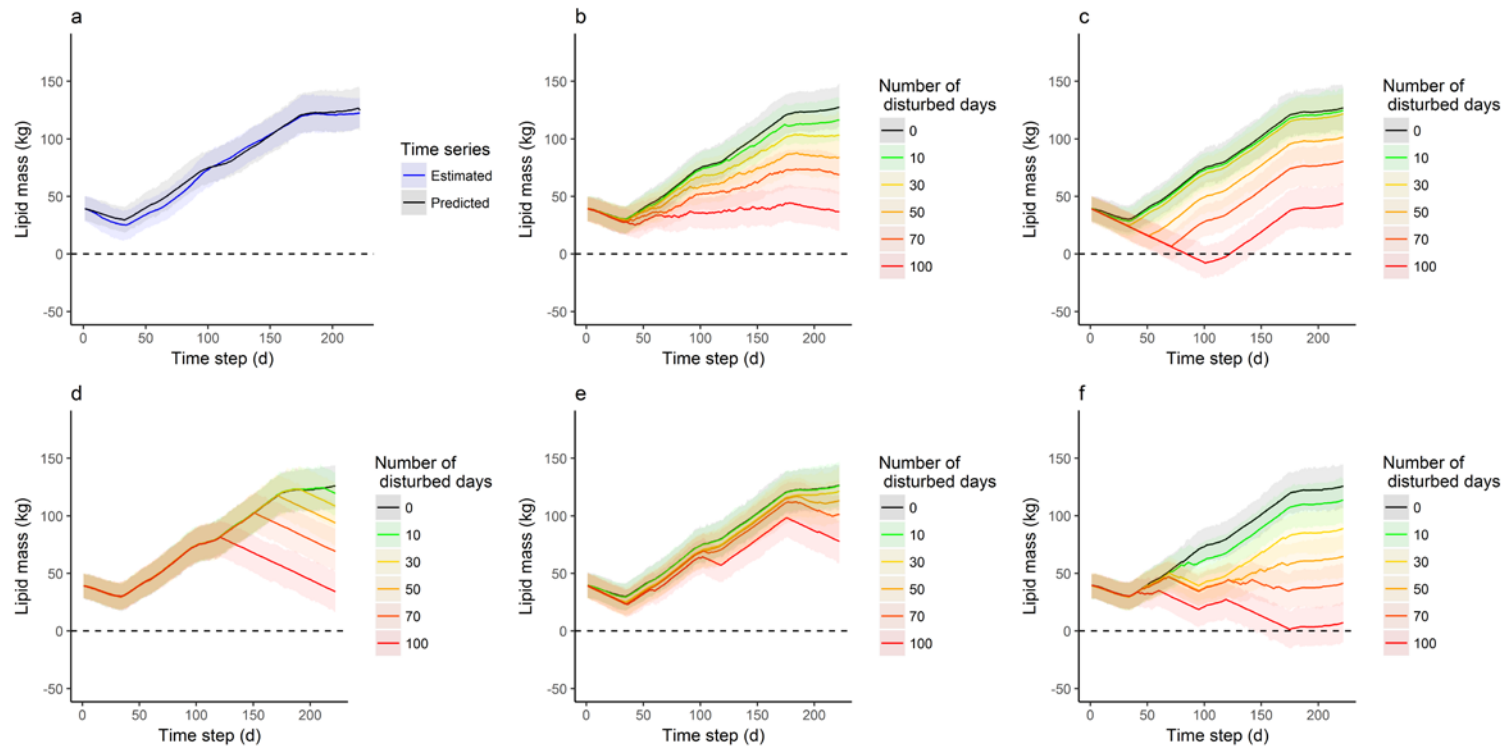 a
Lipid mass (kg)
150
100
50
0
-50
0 50 100 150 200
Time step (d)
Time series
Estimated
Predicted
b
Lipid mass (kg)
150
100
50
0
-50
0 50 100 150 200
Time step (d)
Number of
disturbed days
0
10
30
50
70
100
c
Lipid mass (kg)
150
100
50
0
-50
0 50 100 150 200
Time step (d)
Number of
disturbed days
0
10
30
50
70
100
d
Lipid mass (kg)
150
100
50
0
-50
0 50 100 150 200
Time step (d)
Number of
disturbed days
0
10
30
50
70
100
e
Lipid mass (kg)
150
100
50
0
-50
0 50 100 150 200
Time step (d)
Number of
disturbed days
0
10
30
50
70
100
f
Lipid mass (kg)
150
100
50
0
-50
0 50 100 150 200
Time step (d)
Number of
disturbed days
0
10
30
50
70
100